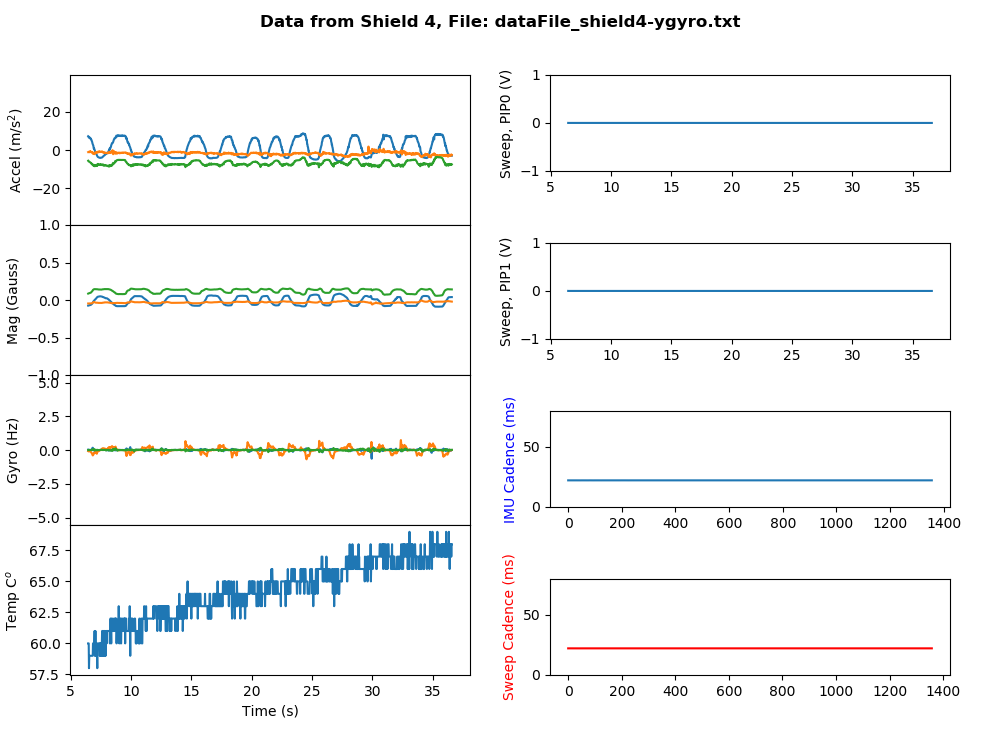 Data from Shield 4, File: dataFile_shield4-ygyro.txt
Accel (m/s²)
20
0
−20
Mag (Gauss)
1.0
0.5
0.0
−0.5
−1.0
Gyro (Hz)
5.0
2.5
0.0
−2.5
−5.0
Temp C^o
67.5
65.0
62.5
60.0
57.5
5 10 15 20 25 30 35
Time (s)
Sweep, PIP0 (V)
1
0
−1
5 10 15 20 25 30 35
Sweep, PIP1 (V)
1
0
−1
5 10 15 20 25 30 35
IMU Cadence (ms)
50
0
0 200 400 600 800 1000 1200 1400
Sweep Cadence (ms)
50
0
0 200 400 600 800 1000 1200 1400